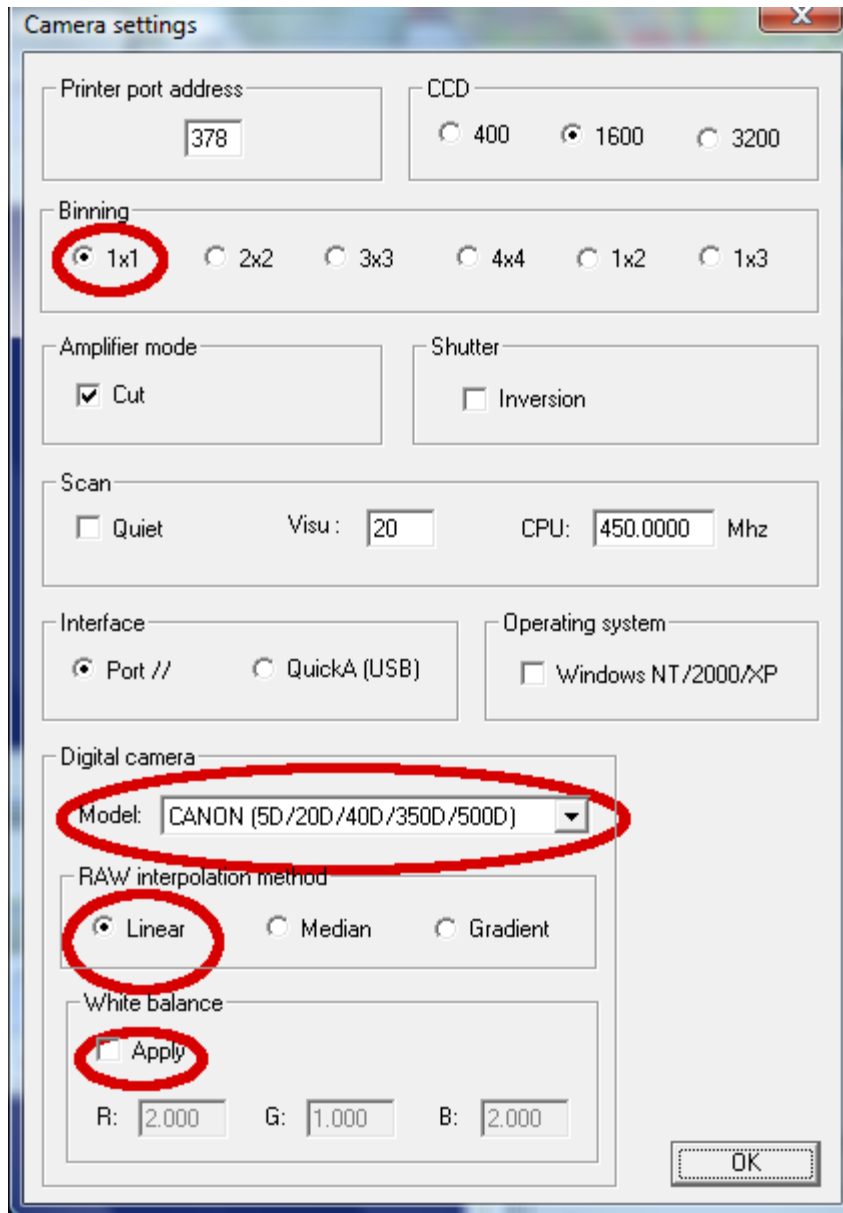 Camera settings
Printer port address
378
CCD
400 1600 3200
Binning
1x1 2x2 3x3 4x4 1x2 1x3
Amplifier mode
Cut
Shutter
Inversion
Scan
Quiet Visu : 20 CPU: 450.0000 Mhz
Interface
Port // QuickA (USB)
Operating system
Windows NT/2000/XP
Digital camera
Model: CANON (5D/20D/40D/350D/500D)
RAW interpolation method
Linear Median Gradient
White balance
Apply
R: 2.000 G: 1.000 B: 2.000
OK